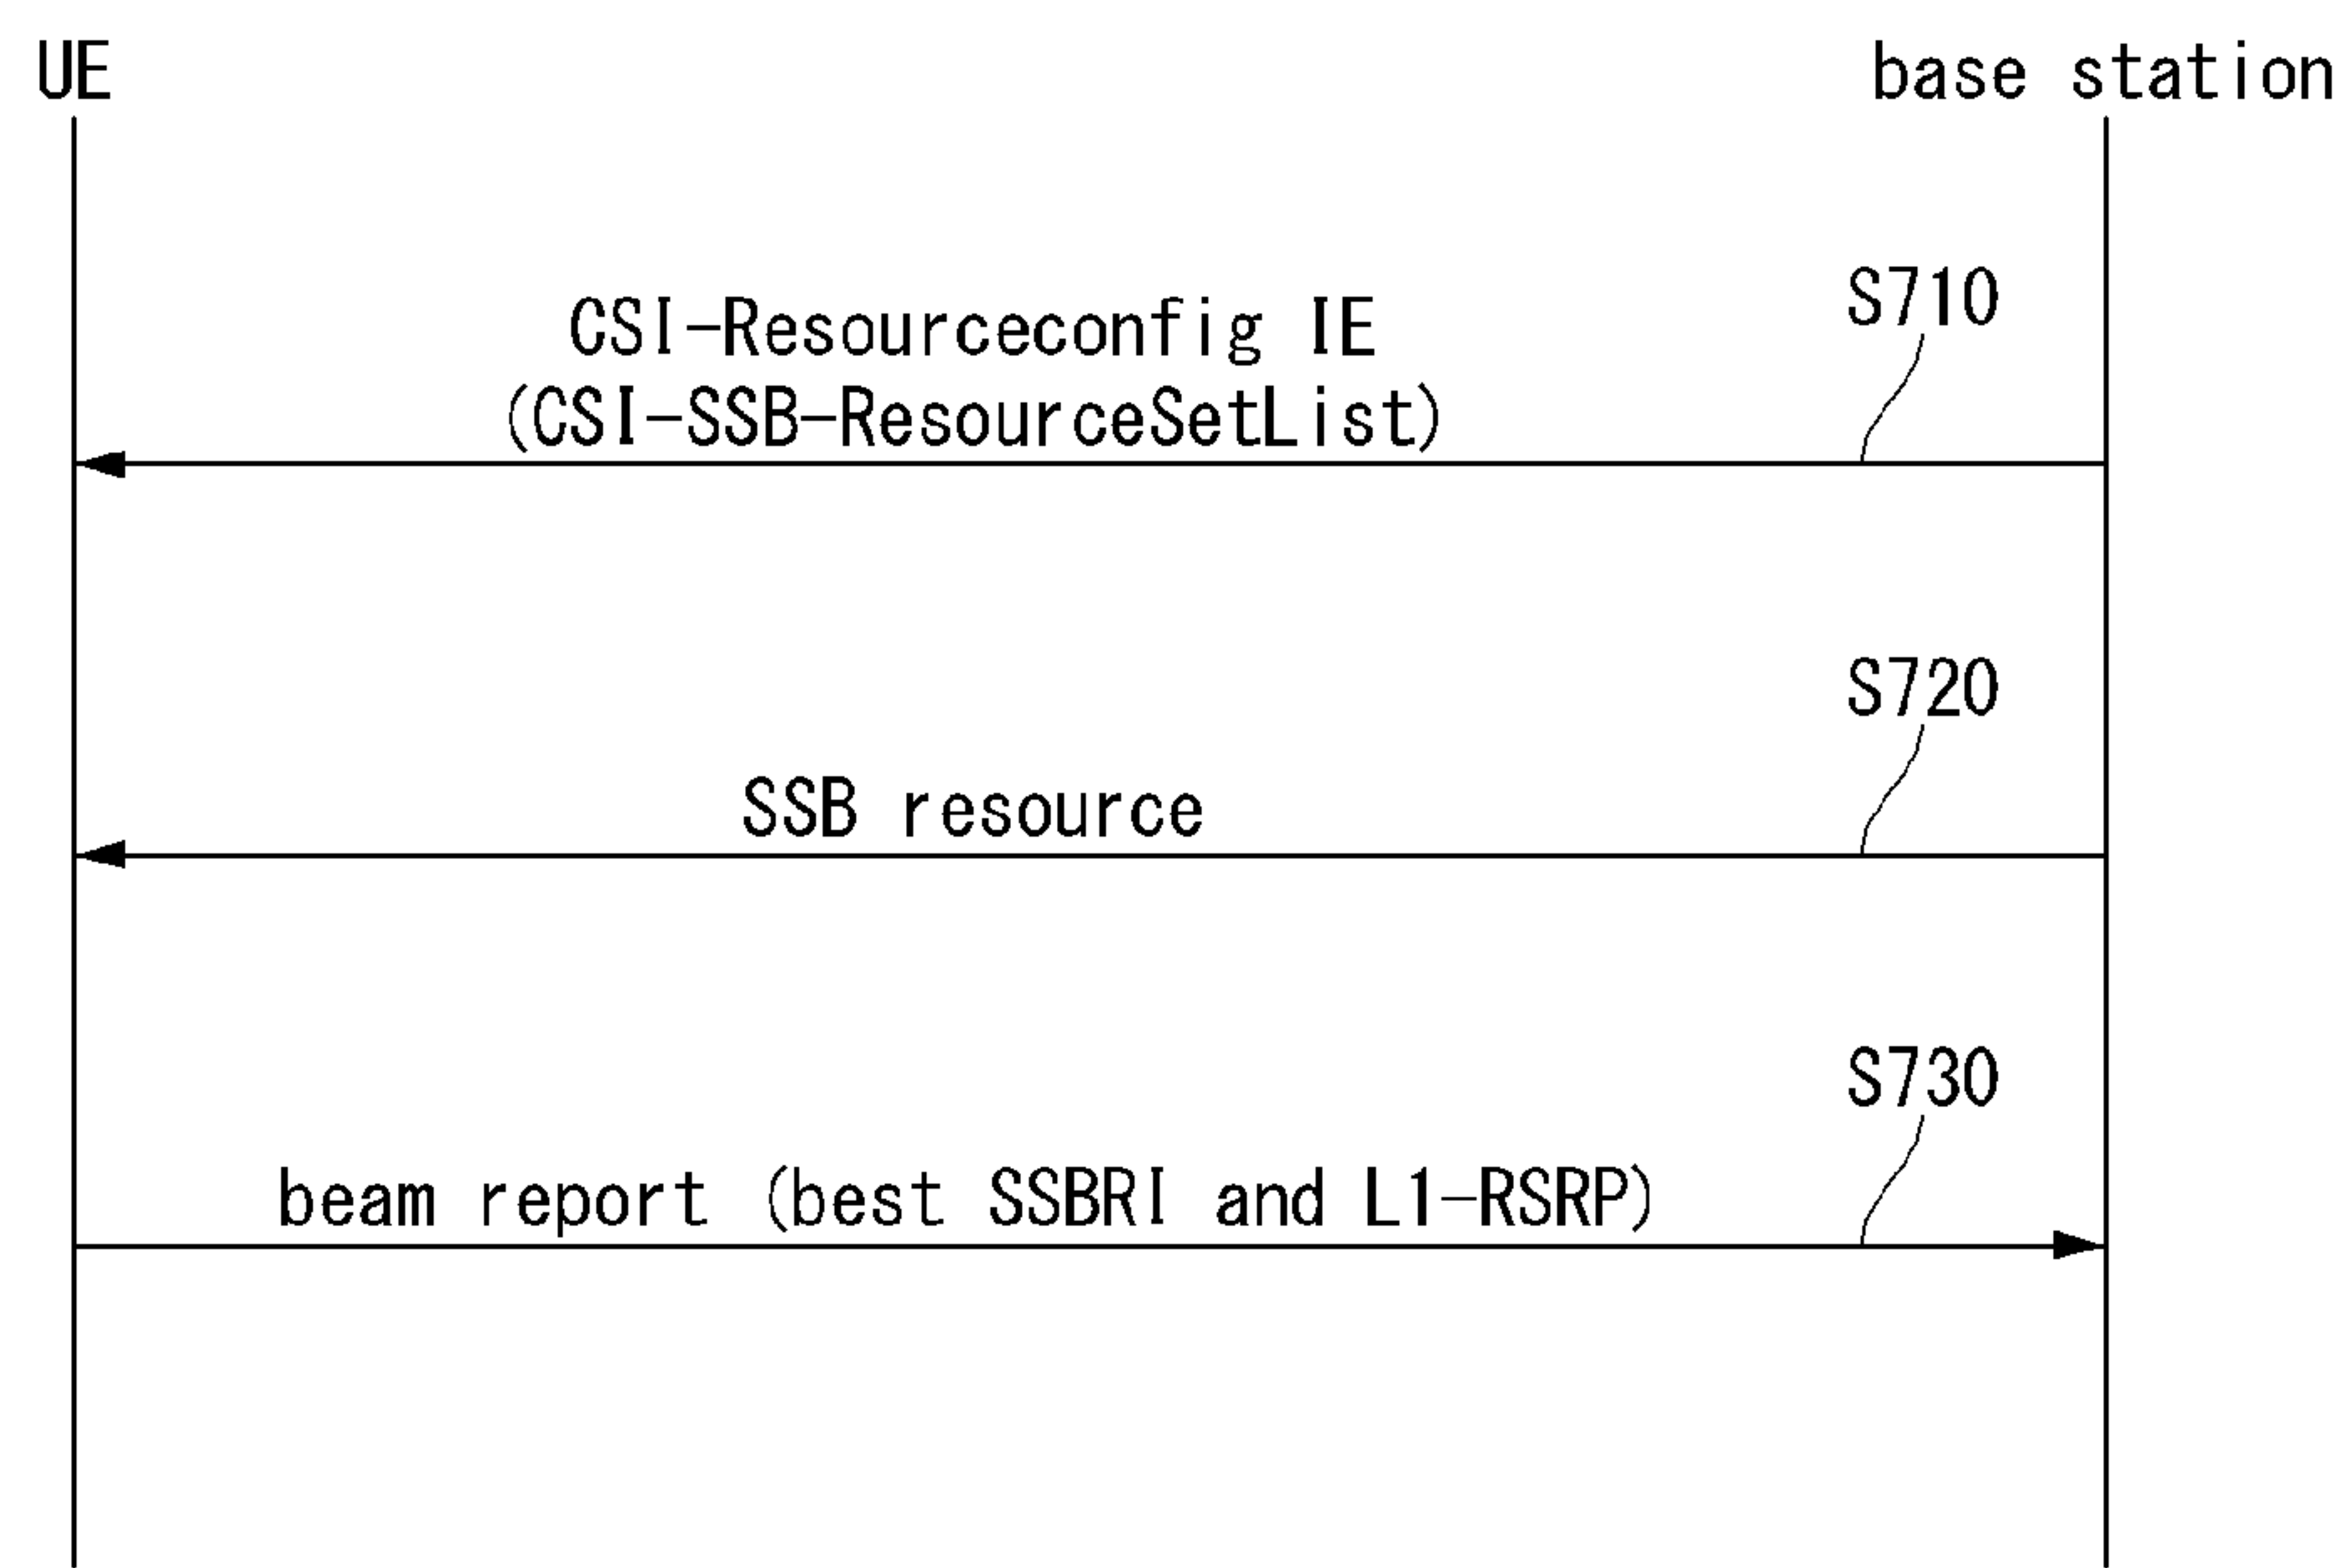 UE
base station
S710
CSI-Resourceconfig IE
(CSI-SSB-ResourceSetList)
S720
SSB resource
S730
beam report (best SSBRI and L1-RSRP)